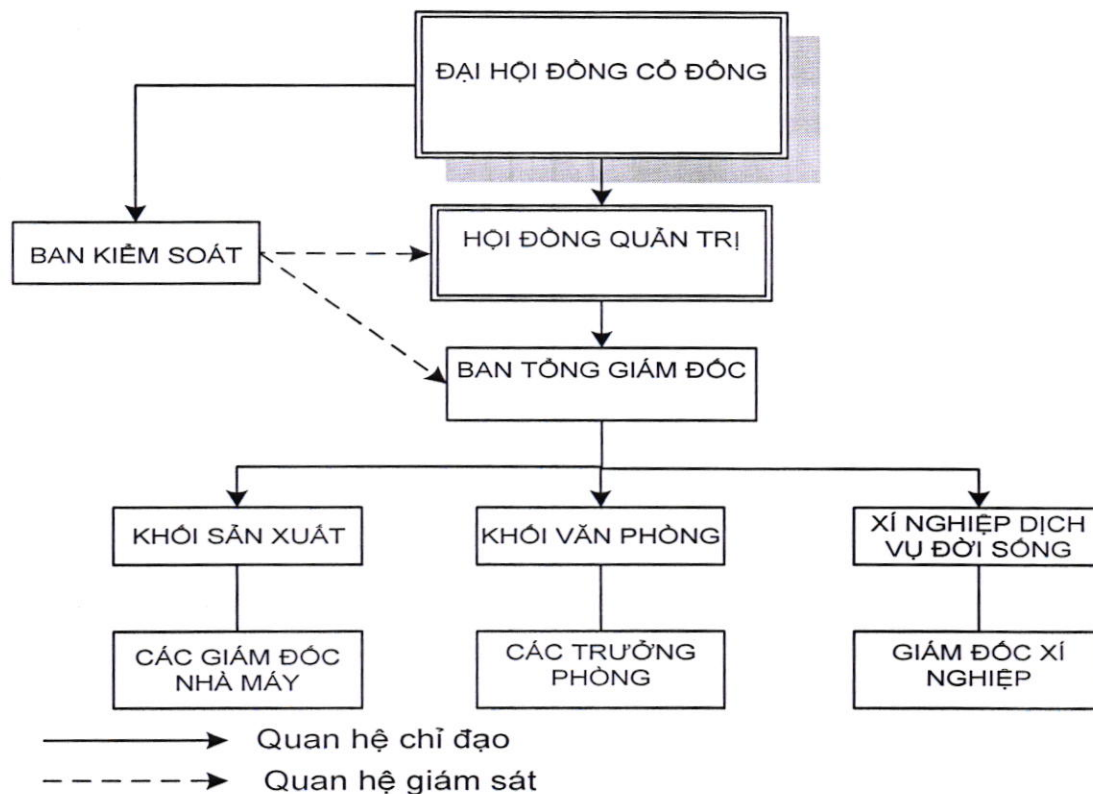 ĐẠI HỘI ĐỒNG CỔ ĐÔNG
BAN KIỂM SOÁT
HỘI ĐỒNG QUẢN TRỊ
BAN TỔNG GIÁM ĐỐC
KHỐI SẢN XUẤT
KHỐI VĂN PHÒNG
XÍ NGHIỆP DỊCH
VỤ ĐỜI SỐNG
CÁC GIÁM ĐỐC
NHÀ MÁY
CÁC TRƯỞNG
PHÒNG
GIÁM ĐỐC XÍ
NGHIỆP
Quan hệ chỉ đạo
Quan hệ giám sát